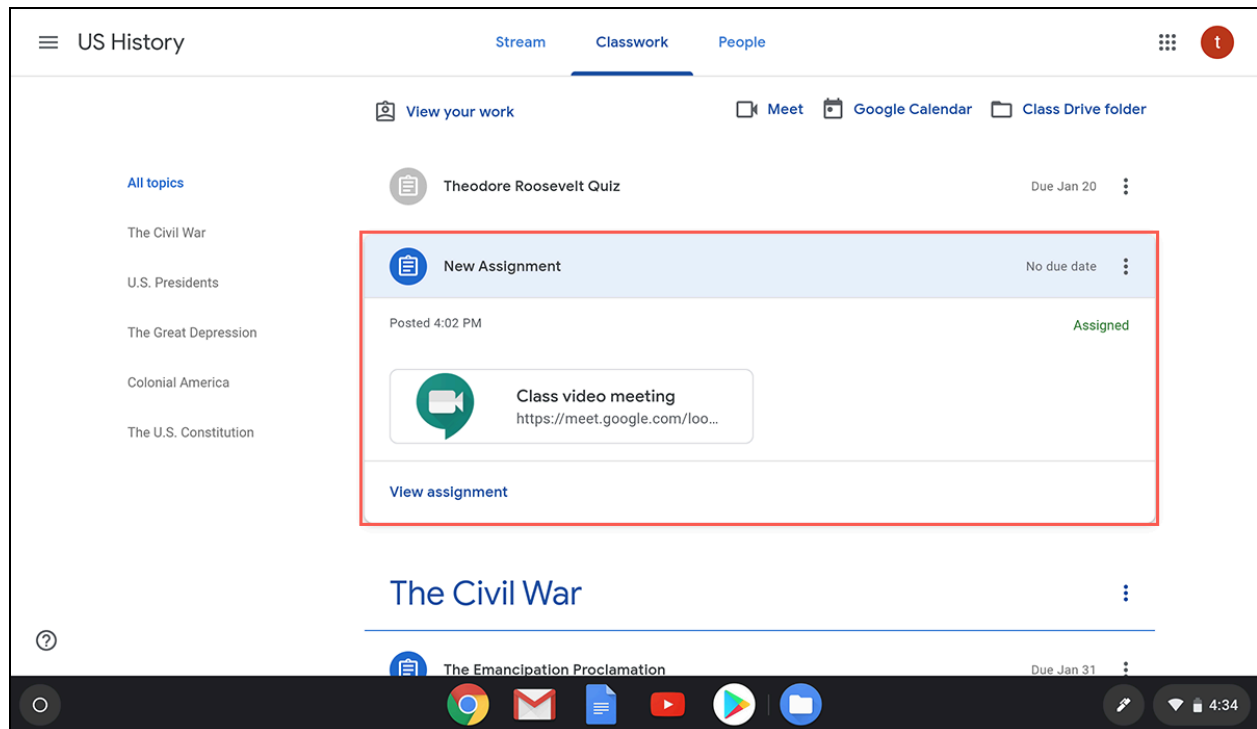 US History
Stream
Classwork
People
t
View your work
Meet
Google Calendar
Class Drive folder
All topics
The Civil War
U.S. Presidents
The Great Depression
Colonial America
The U.S. Constitution
Theodore Roosevelt Quiz
Due Jan 20
New Assignment
No due date
Posted 4:02 PM
Assigned
Class video meeting
https://meet.google.com/loo...
View assignment
The Civil War
The Emancipation Proclamation
Due Jan 31
4:34